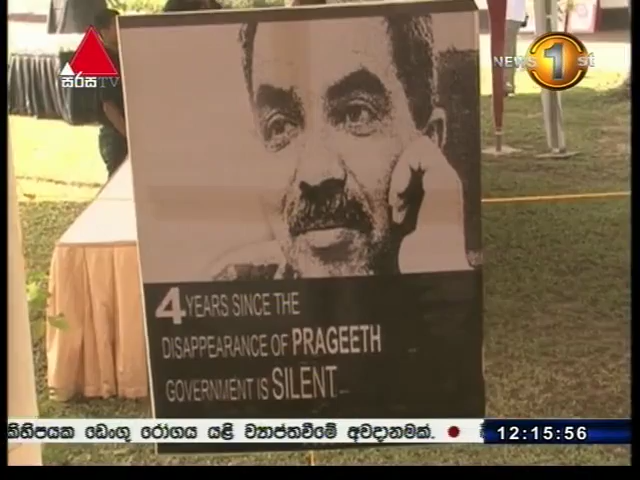 සිරස TV
NEWS 1st
4 YEARS SINCE THE
DISAPPEARANCE OF PRAGEETH
GOVERNMENT IS SILENT
කිහිපයක ඩෙංගු රෝගය යළි ව්‍යාප්තවීමේ අවදානමක්.
12:15:56